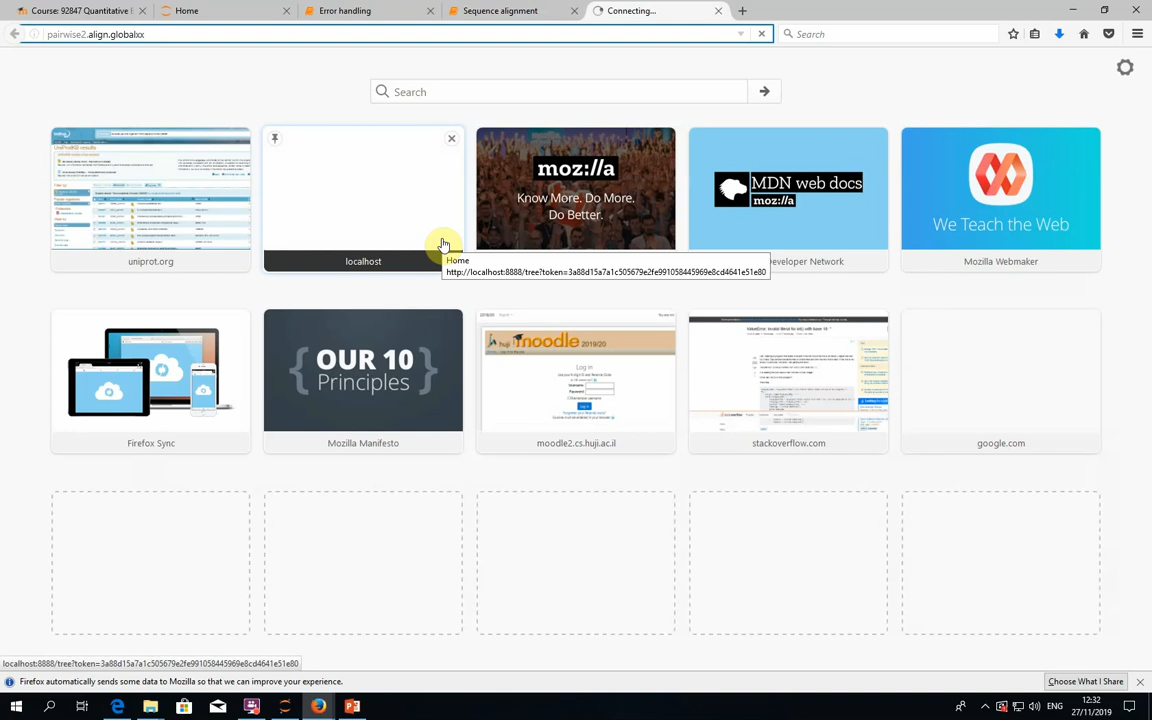 Course: 92847 Quantitative
Home
Error handling
Sequence alignment
Connecting...
pairwise2.align.globalxx
Search
Search
uniprot.org
localhost
Home
http://localhost:8888/tree?token=3a88d15a7a1c505679e2fe991058445969e8cd4641e51e80
moz://a
Know More. Do More.
Do Better.
MDN web docs
moz://a
eveloper Network
We Teach the Web
Mozilla Webmaker
Firefox Sync
{ OUR 10 }
Principles
Mozilla Manifesto
moodle 2019/20
Log in
moodle2.cs.huji.ac.il
stackoverflow.com
google.com
localhost:8888/tree?token=3a88d15a7a1c505679e2fe991058445969e8cd4641e51e80
Firefox automatically sends some data to Mozilla so that we can improve your experience.
Choose What I Share
ENG
12:32
27/11/2019